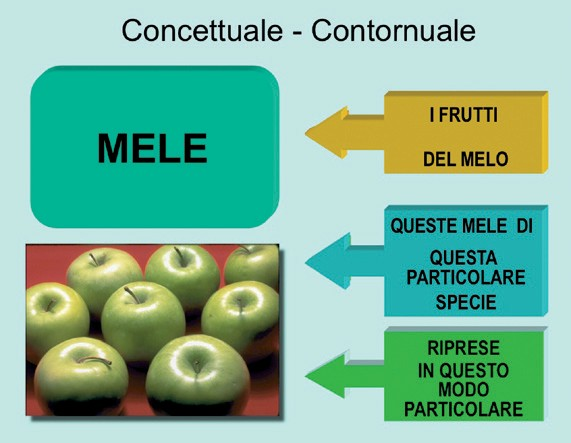 Concettuale - Contornuale
MELE
I FRUTTI
DEL MELO
QUESTE MELE DI
QUESTA
PARTICOLARE
SPECIE
RIPRESE
IN QUESTO
MODO
PARTICOLARE